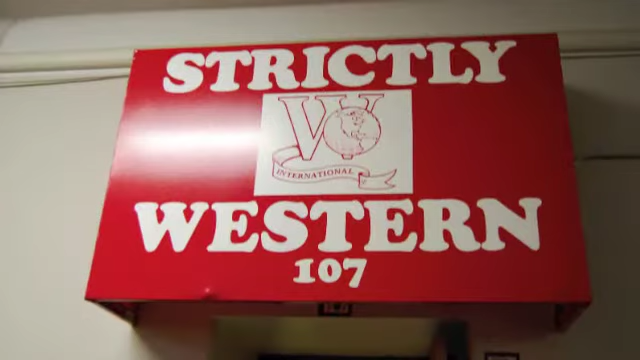 STRICTLY
W
INTERNATIONAL
WESTERN
107